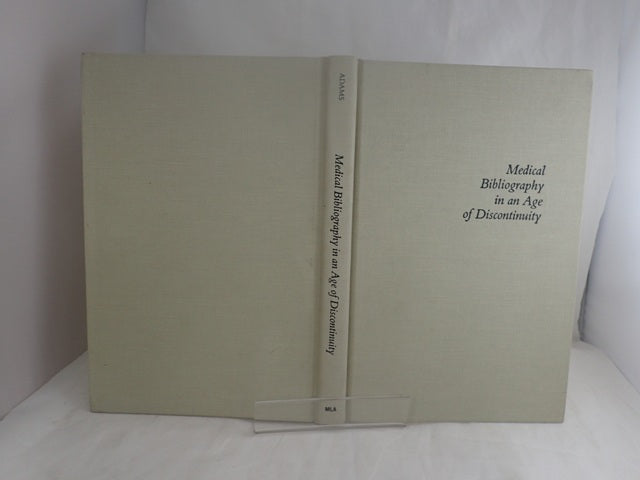 ADAMS
Medical Bibliography in an Age of Discontinuity
MLA
Medical
Bibliography
in an Age
of Discontinuity